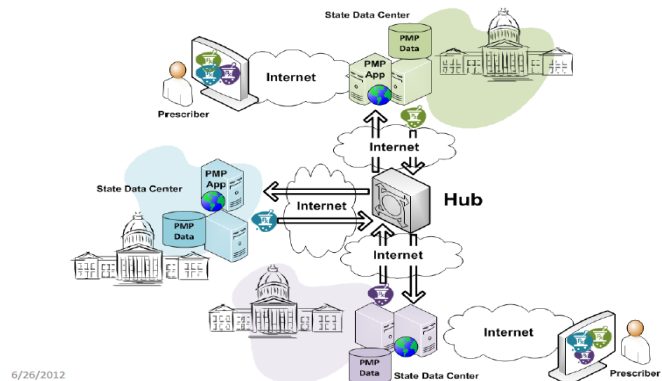 State Data Center
PMP
Data
PMP
App
Internet
Prescriber
Internet
State Data Center
PMP
App
PMP
Data
Internet
Hub
Internet
Internet
PMP
Data
State Data Center
Prescriber
6/26/2012